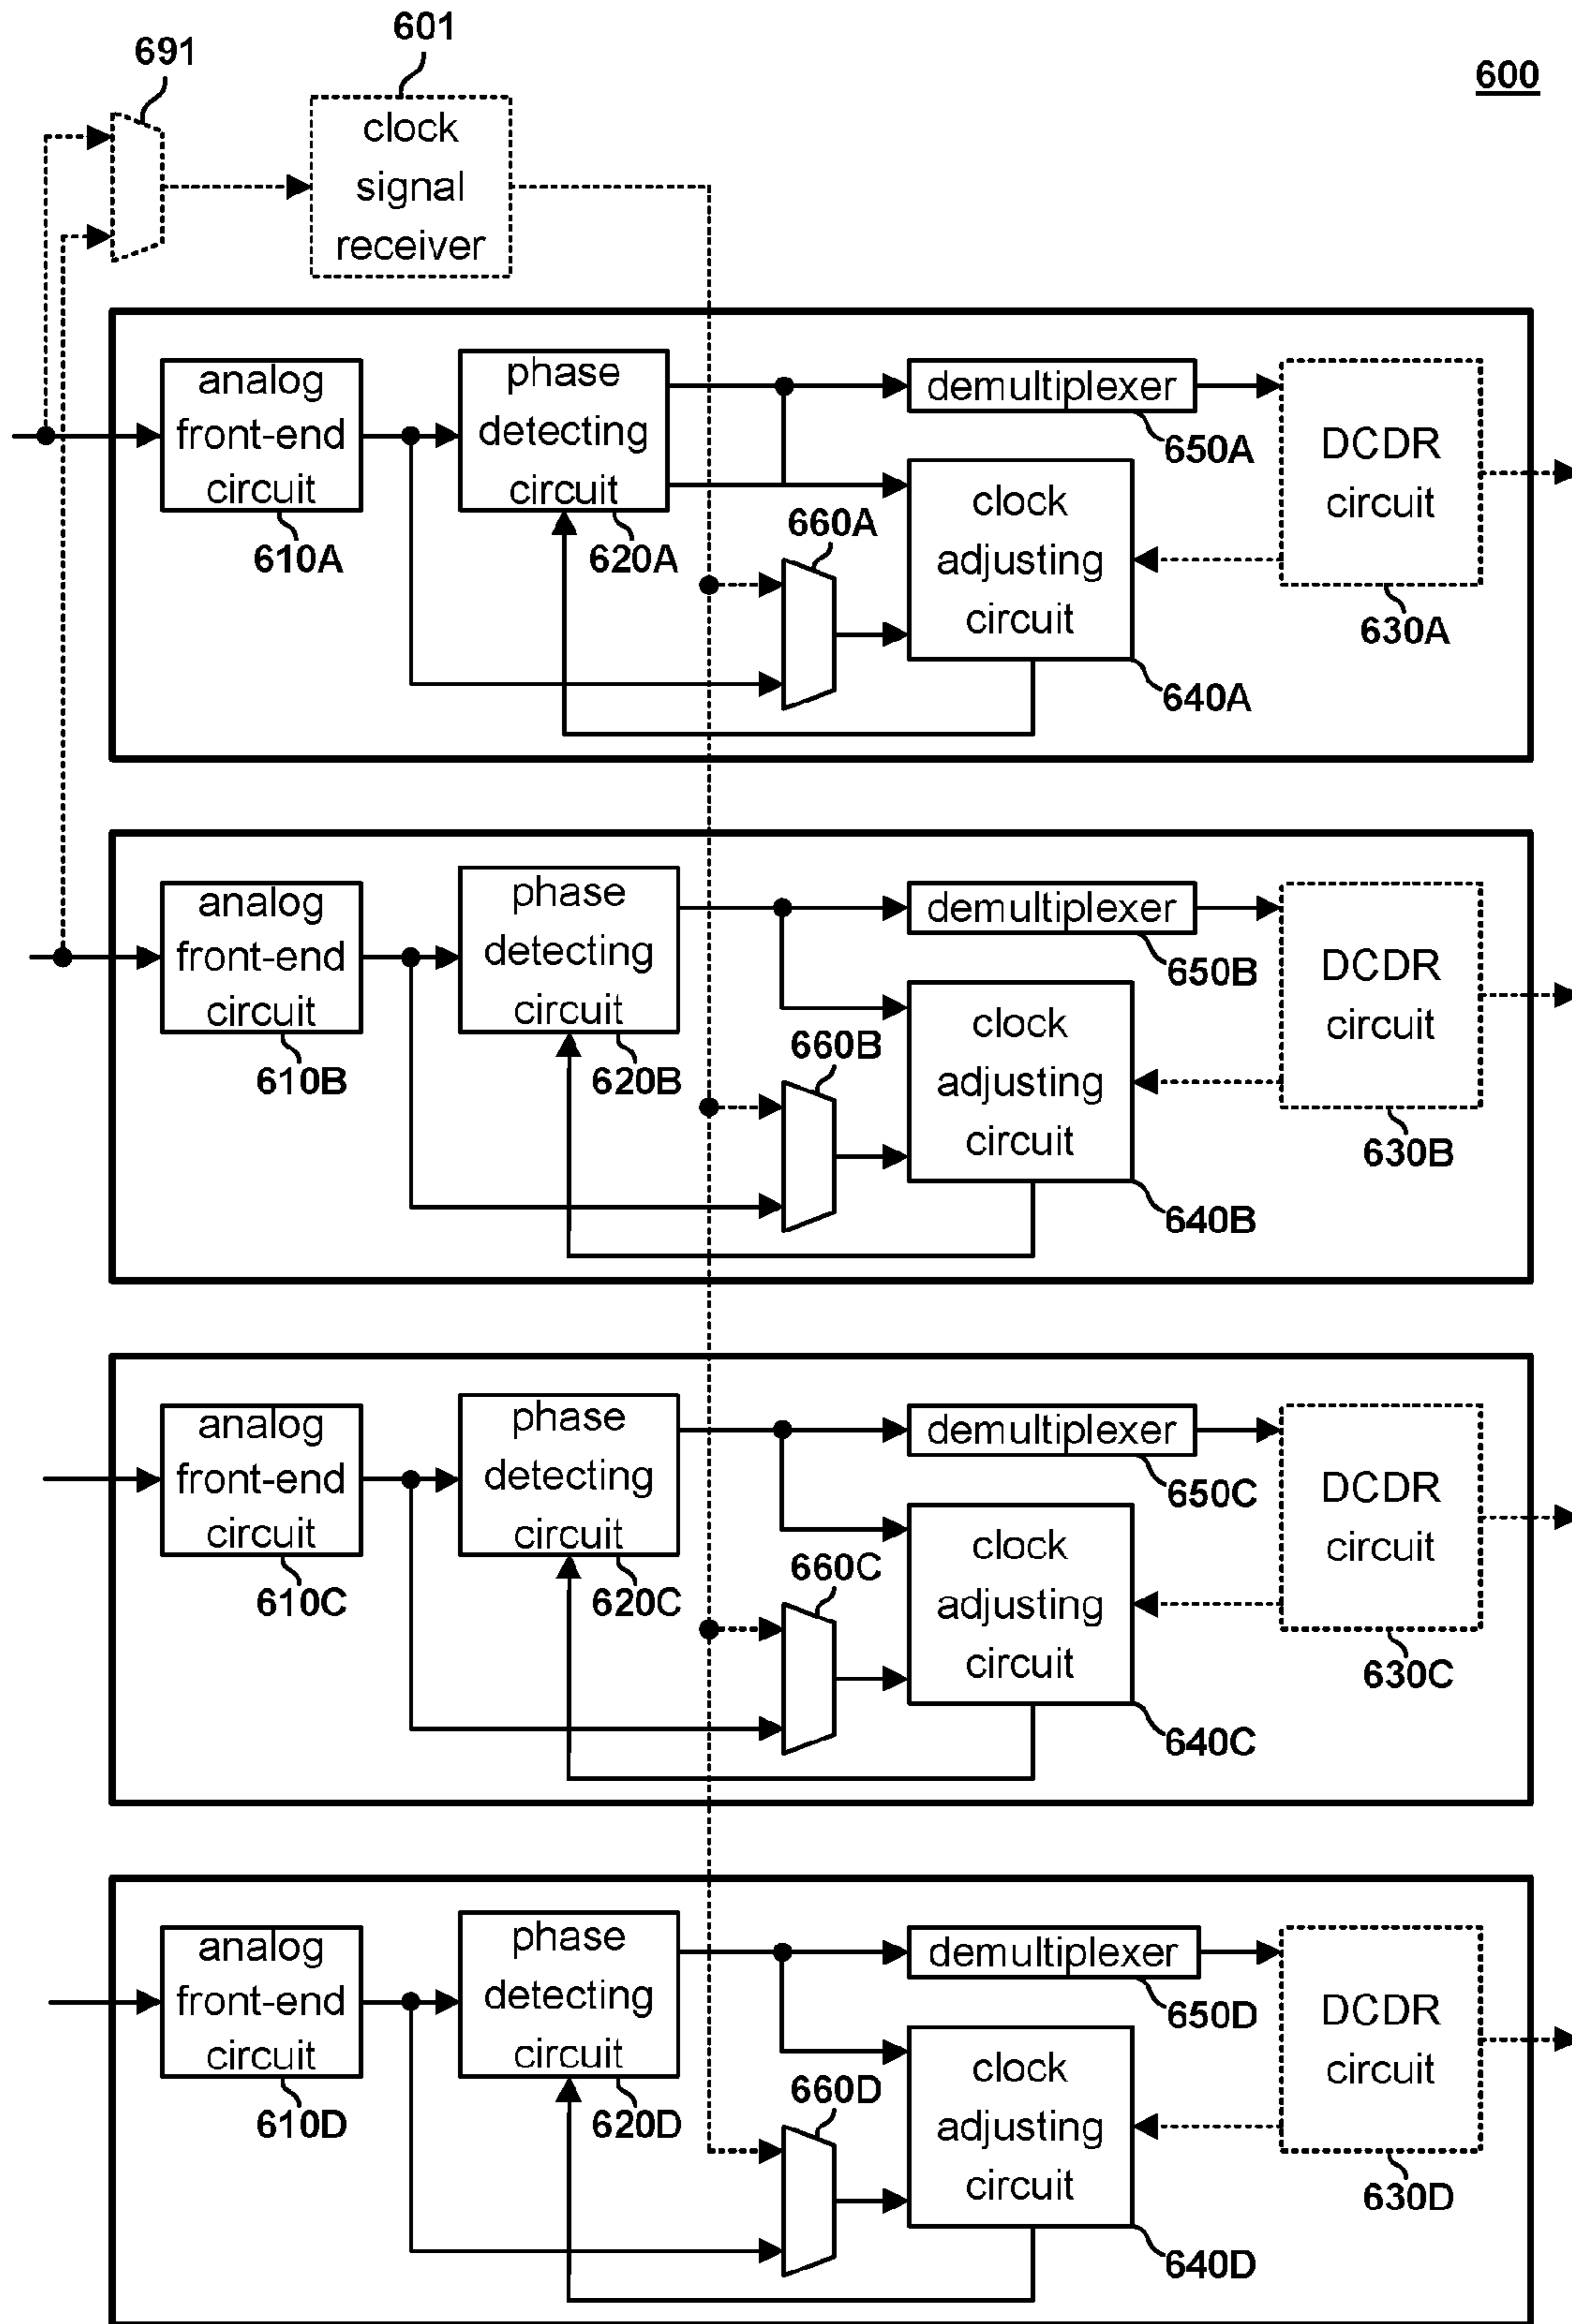 601
691
600
clock
signal
receiver
analog
front-end
circuit
610A
phase
detecting
circuit
620A
demultiplexer
650A
DCDR
circuit
630A
660A
clock
adjusting
circuit
640A
analog
front-end
circuit
610B
phase
detecting
circuit
620B
demultiplexer
650B
DCDR
circuit
630B
660B
clock
adjusting
circuit
640B
analog
front-end
circuit
610C
phase
detecting
circuit
620C
demultiplexer
650C
DCDR
circuit
630C
660C
clock
adjusting
circuit
640C
analog
front-end
circuit
610D
phase
detecting
circuit
620D
demultiplexer
650D
DCDR
circuit
630D
660D
clock
adjusting
circuit
640D